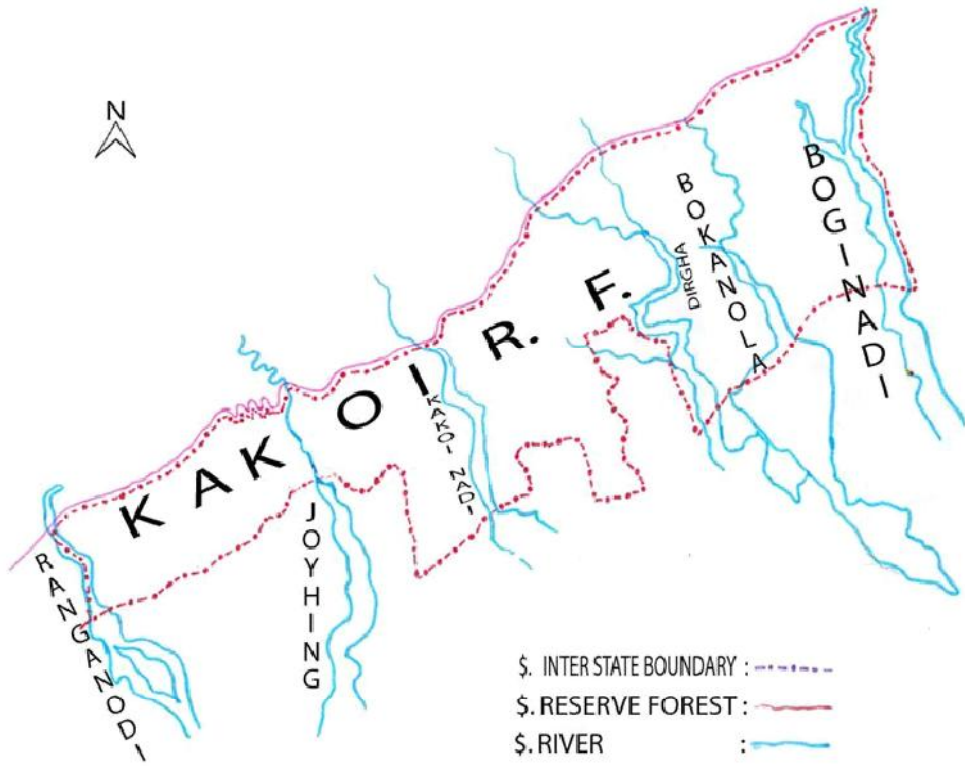 N
BOGINADI
BOKANOLA
DIRGHA
KAKOI R. F.
KAKOI NADI
JOYHING
RANGANODI
$. INTER STATE BOUNDARY :
$. RESERVE FOREST :
$. RIVER :